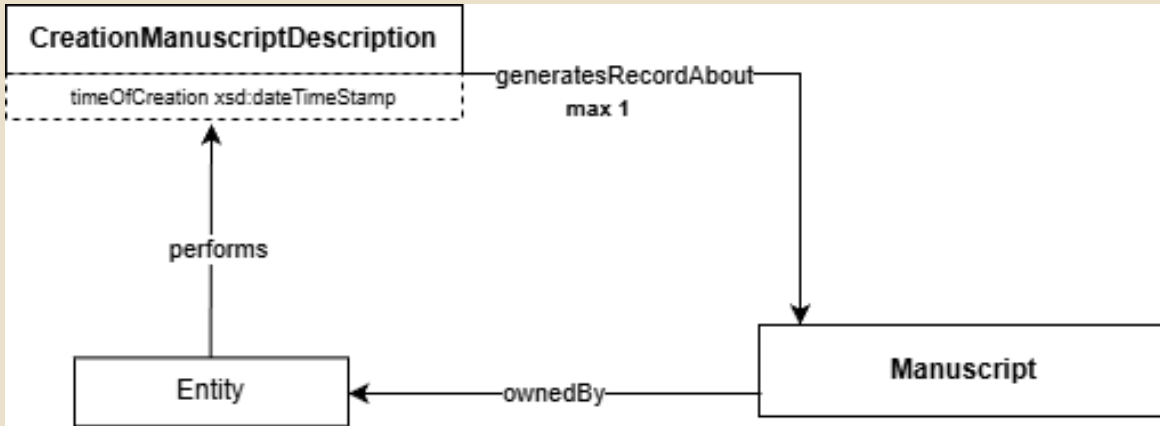 CreationManuscriptDescription
timeOfCreation xsd:dateTimeStamp
generatesRecordAbout
max 1
performs
Entity
ownedBy
Manuscript